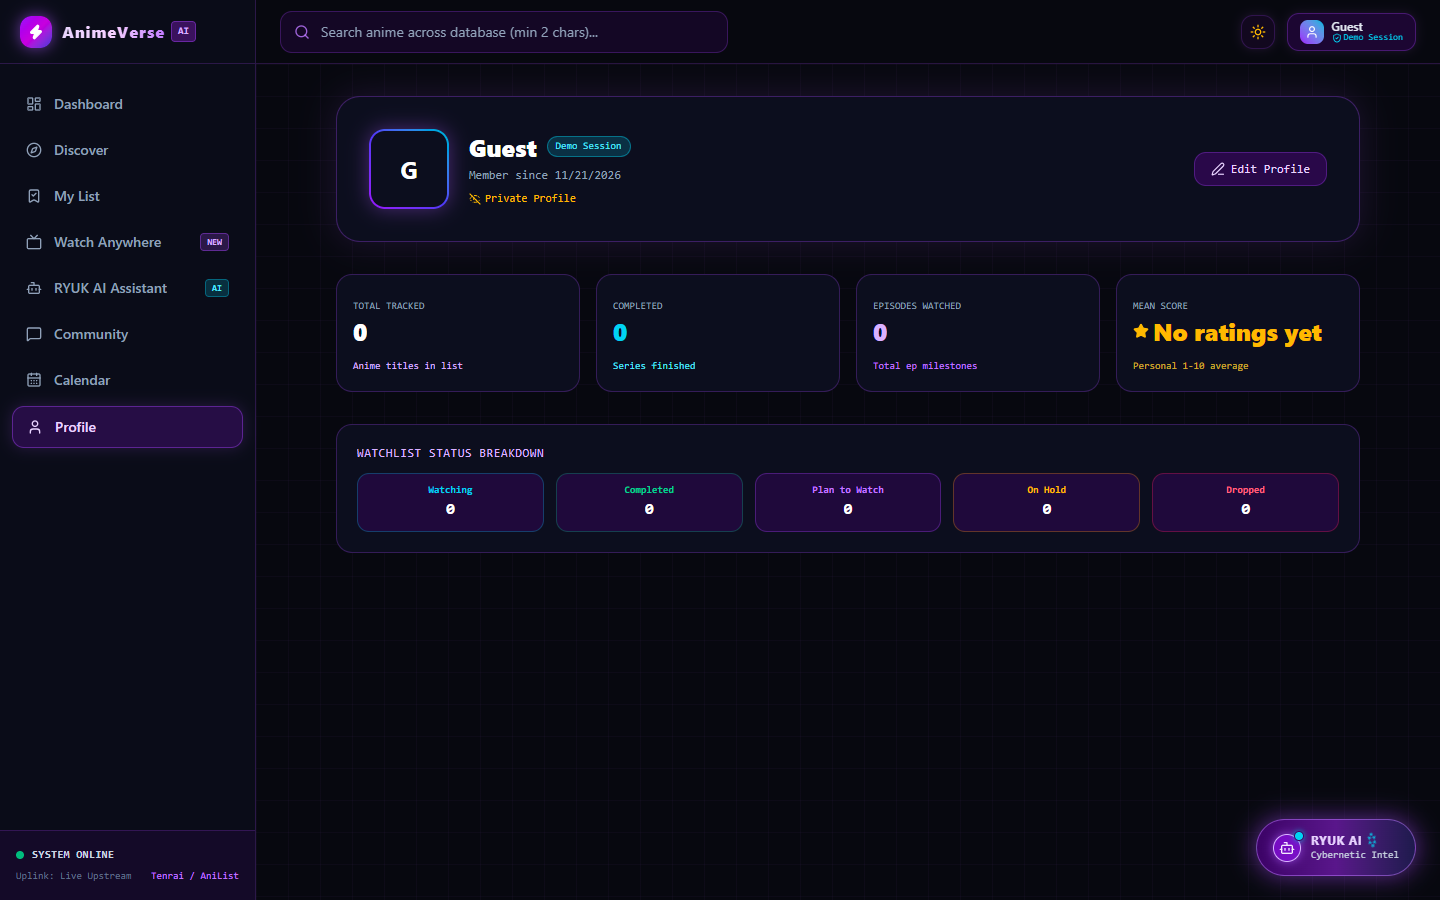 AnimeVerse AI
Search anime across database (min 2 chars)...
Guest
Demo Session
Dashboard
Discover
My List
Watch Anywhere NEW
RYUK AI Assistant AI
Community
Calendar
Profile
SYSTEM ONLINE
Uplink: Live Upstream Tenrai / AniList
G
Guest Demo Session
Member since 11/21/2026
Private Profile
Edit Profile
TOTAL TRACKED
0
Anime titles in list
COMPLETED
0
Series finished
EPISODES WATCHED
0
Total ep milestones
MEAN SCORE
No ratings yet
Personal 1-10 average
WATCHLIST STATUS BREAKDOWN
Watching
0
Completed
0
Plan to Watch
0
On Hold
0
Dropped
0
RYUK AI
Cybernetic Intel